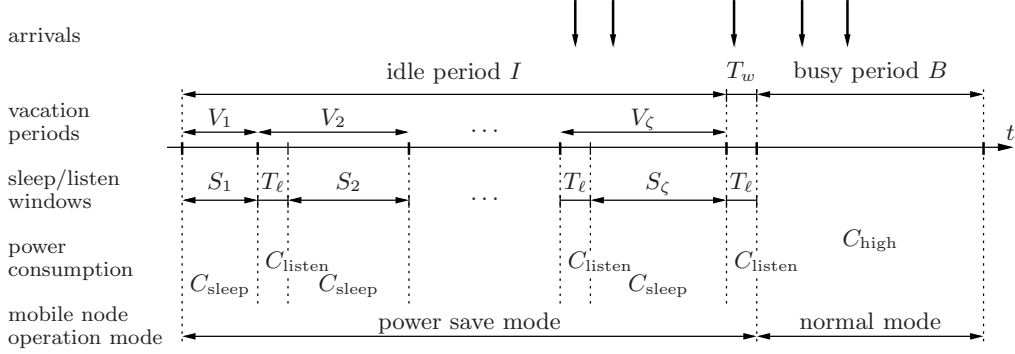 arrivals
idle period I
T_w
busy period B
vacation
periods
V_1
V_2
...
V_ζ
t
sleep/listen
windows
S_1
T_ℓ
S_2
...
T_ℓ
S_ζ
T_ℓ
power
consumption
C_sleep
C_listen
C_sleep
C_listen
C_sleep
C_listen
C_high
mobile node
operation mode
power save mode
normal mode